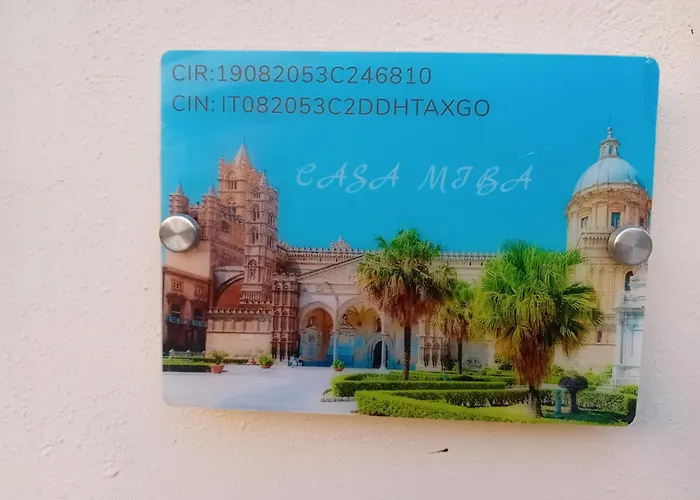 CIR:19082053C246810
CIN: IT082053C2DDHTAXGO
CASA MIBA